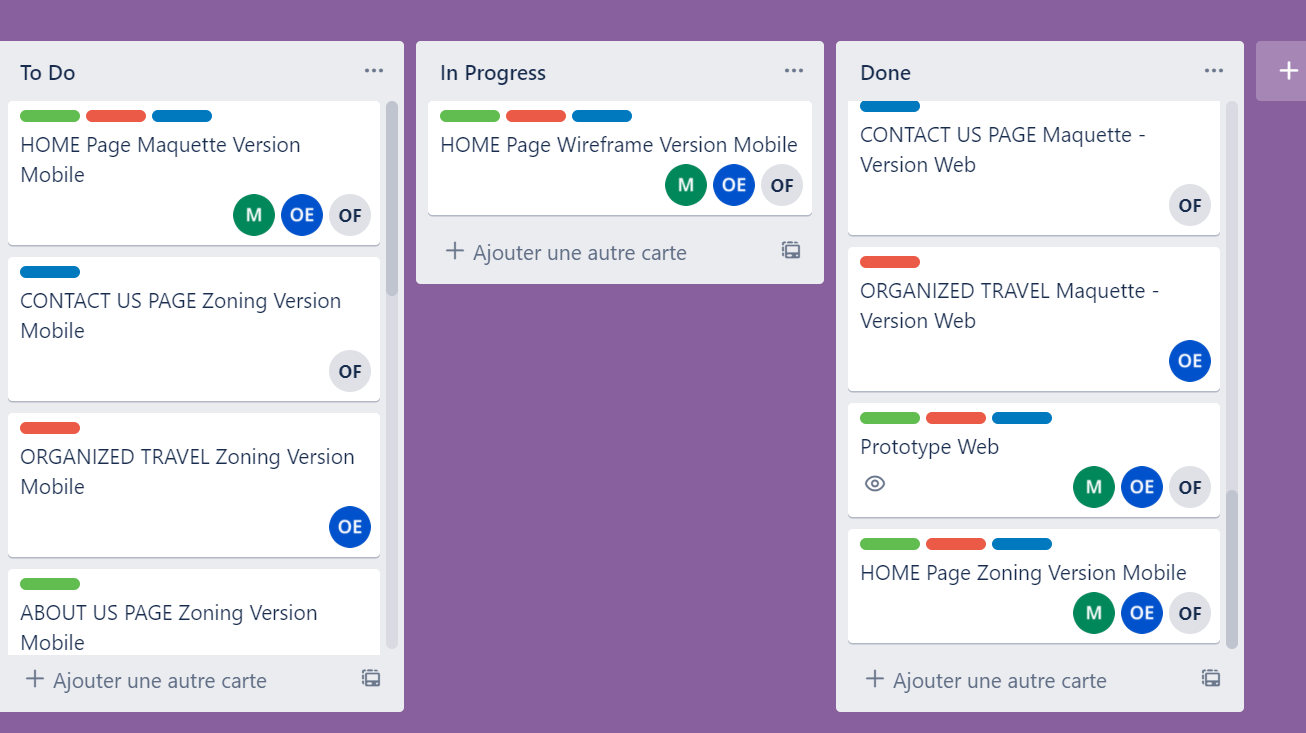 To Do
HOME Page Maquette Version
Mobile
M OE OF
CONTACT US PAGE Zoning Version
Mobile
OF
ORGANIZED TRAVEL Zoning Version
Mobile
OE
ABOUT US PAGE Zoning Version
Mobile
Ajouter une autre carte
In Progress
HOME Page Wireframe Version Mobile
M OE OF
Ajouter une autre carte
Done
CONTACT US PAGE Maquette -
Version Web
OF
ORGANIZED TRAVEL Maquette -
Version Web
OE
Prototype Web
M OE OF
HOME Page Zoning Version Mobile
M OE OF
Ajouter une autre carte